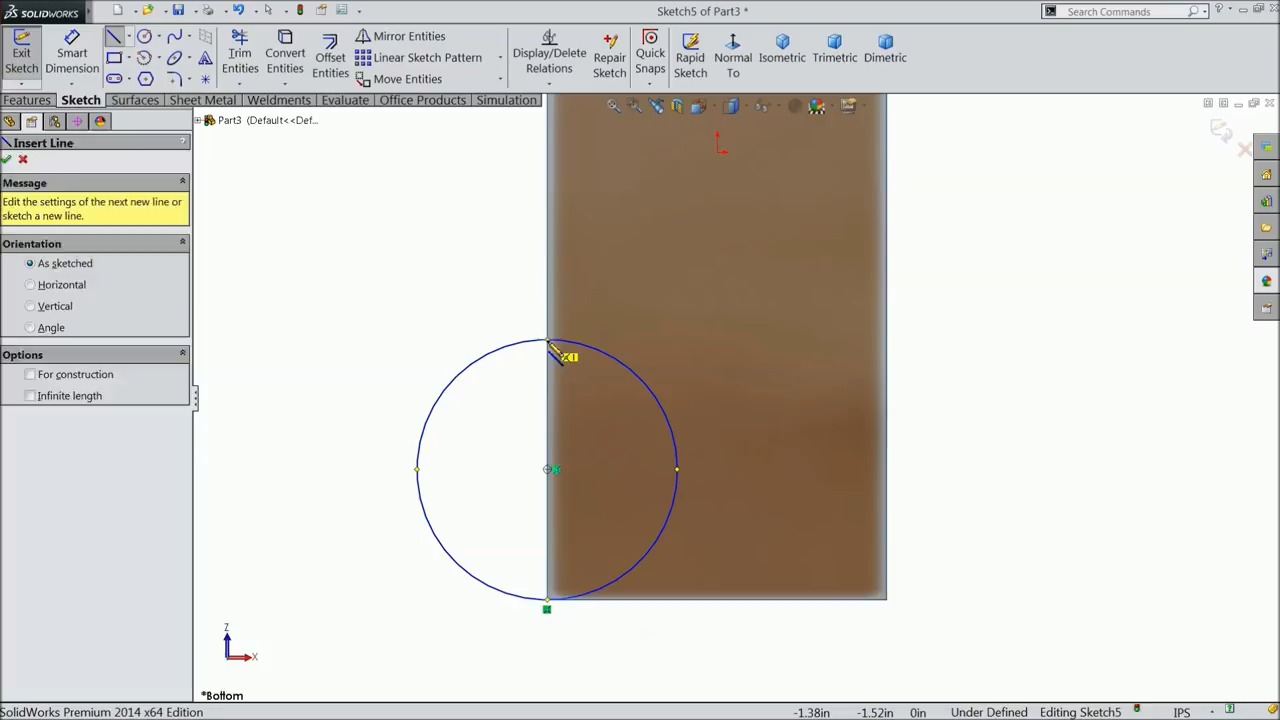 SOLIDWORKS
Sketch5 of Part3 *
Search Commands
Exit Sketch
Smart Dimension
Trim Entities
Convert Entities
Offset Entities
Mirror Entities
Linear Sketch Pattern
Move Entities
Display/Delete Relations
Repair Sketch
Quick Snaps
Rapid Sketch
Normal To
Isometric
Trimetric
Dimetric
Features
Sketch
Surfaces
Sheet Metal
Weldments
Evaluate
Office Products
Simulation
Part3 (Default<<Def...
Insert Line
?
Message
Edit the settings of the next new line or
sketch a new line.
Orientation
As sketched
Horizontal
Vertical
Angle
Options
For construction
Infinite length
Z
X
*Bottom
SolidWorks Premium 2014 x64 Edition
-1.38in
-1.52in
0in
Under Defined
Editing Sketch5
IPS